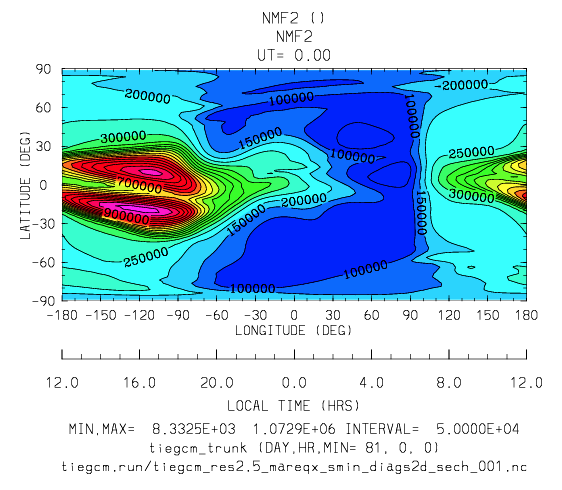 NMF2 ()
NMF2
UT= 0.00
90
60
30
0
-30
-60
-90
LATITUDE (DEG)
200000
100000
100000
-200000
300000
150000
100000
250000
700000
200000
300000
900000
150000
150000
250000
100000
100000
-180 -150 -120 -90 -60 -30 0 30 60 90 120 150 180
LONGITUDE (DEG)
12.0 16.0 20.0 0.0 4.0 8.0 12.0
LOCAL TIME (HRS)
MIN,MAX= 8.3325E+03 1.0729E+06 INTERVAL= 5.0000E+04
tiegcm_trunk (DAY,HR,MIN= 81, 0, 0)
tiegcm.run/tiegcm_res2.5_mareqx_smin_diags2d_sech_001.nc